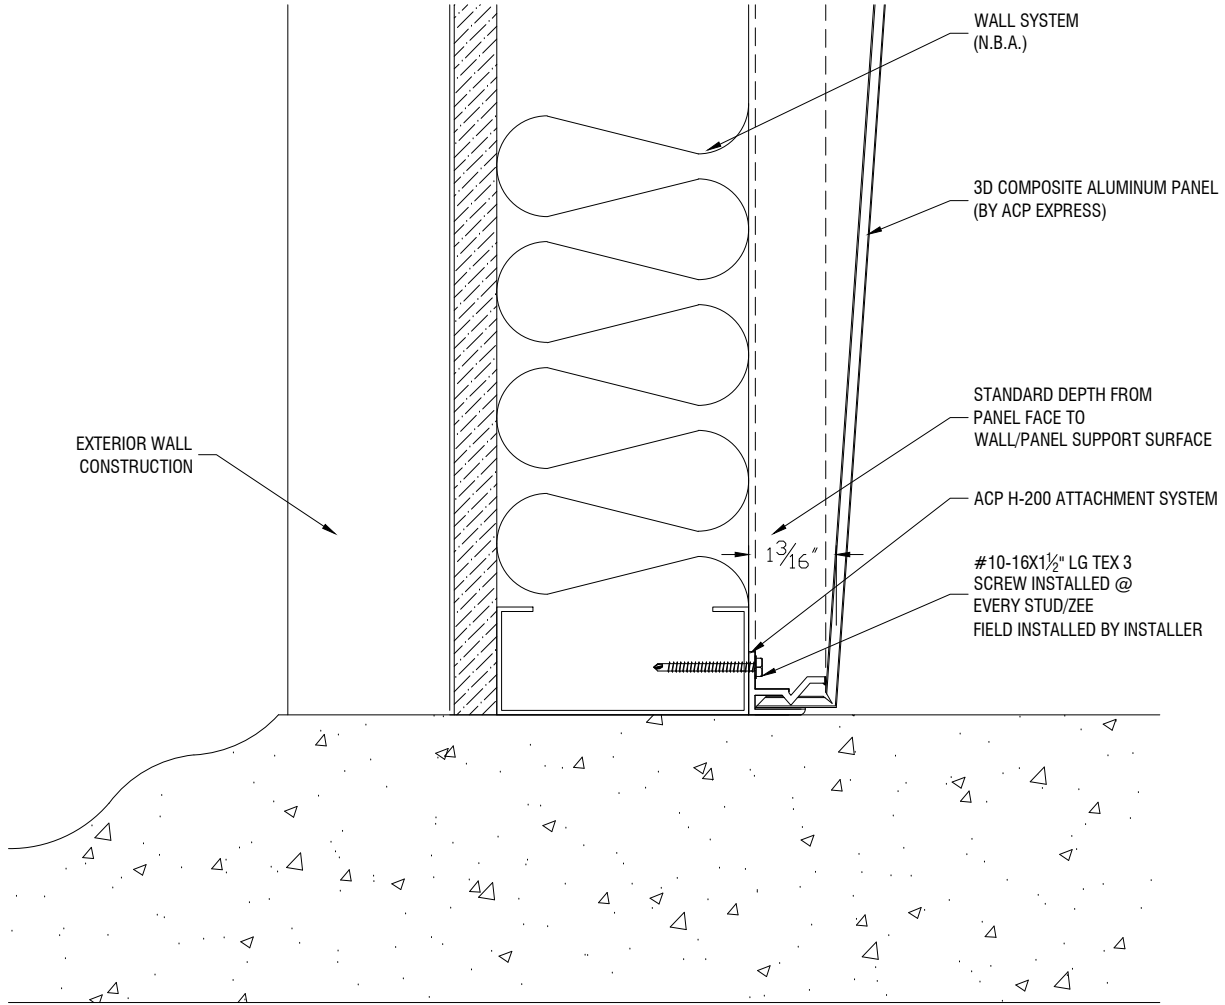 WALL SYSTEM
(N.B.A.)
3D COMPOSITE ALUMINUM PANEL
(BY ACP EXPRESS)
STANDARD DEPTH FROM
PANEL FACE TO
WALL/PANEL SUPPORT SURFACE
EXTERIOR WALL
CONSTRUCTION
ACP H-200 ATTACHMENT SYSTEM
1 3/16"
#10-16X1½" LG TEX 3
SCREW INSTALLED @
EVERY STUD/ZEE
FIELD INSTALLED BY INSTALLER